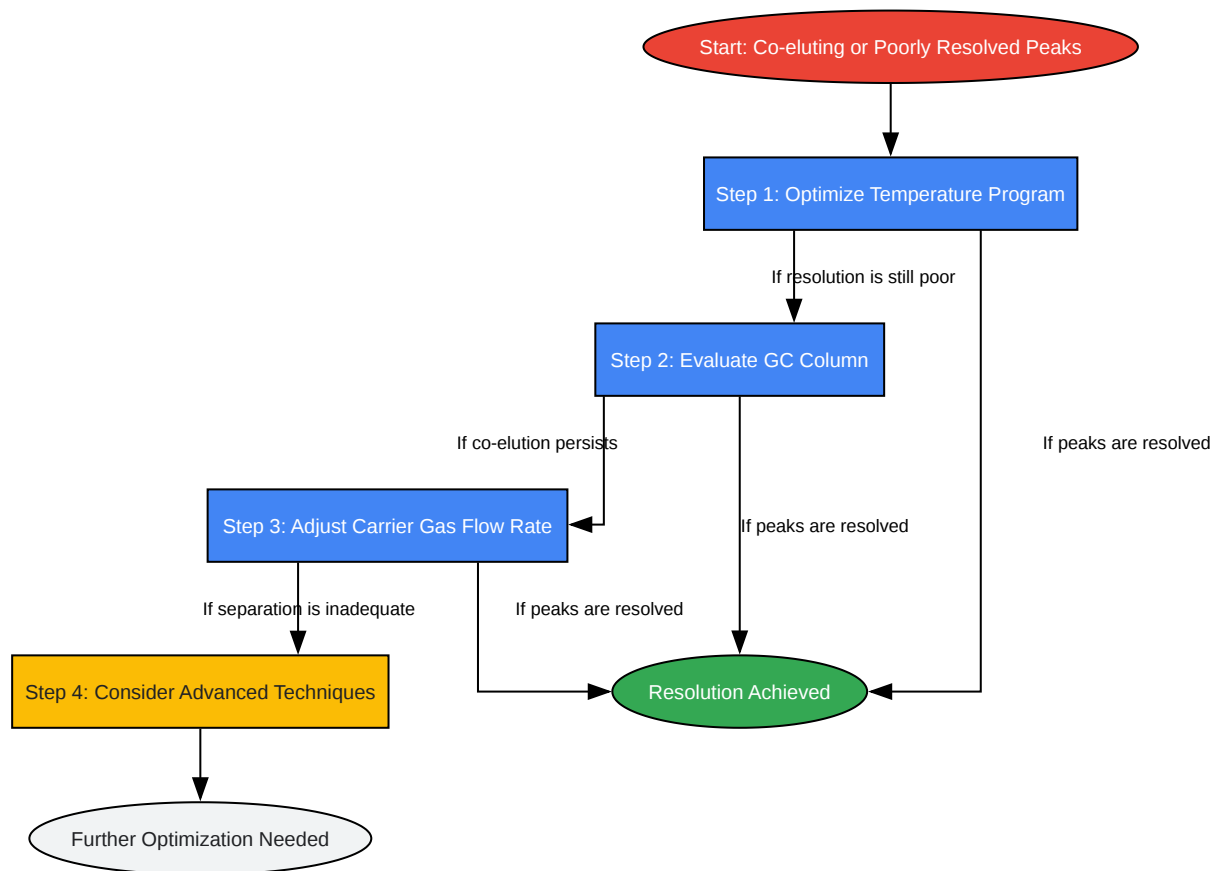 Start: Co-eluting or Poorly Resolved Peaks
Step 1: Optimize Temperature Program
If resolution is still poor
Step 2: Evaluate GC Column
If co-elution persists
If peaks are resolved
Step 3: Adjust Carrier Gas Flow Rate
If peaks are resolved
If separation is inadequate
If peaks are resolved
Step 4: Consider Advanced Techniques
Resolution Achieved
Further Optimization Needed